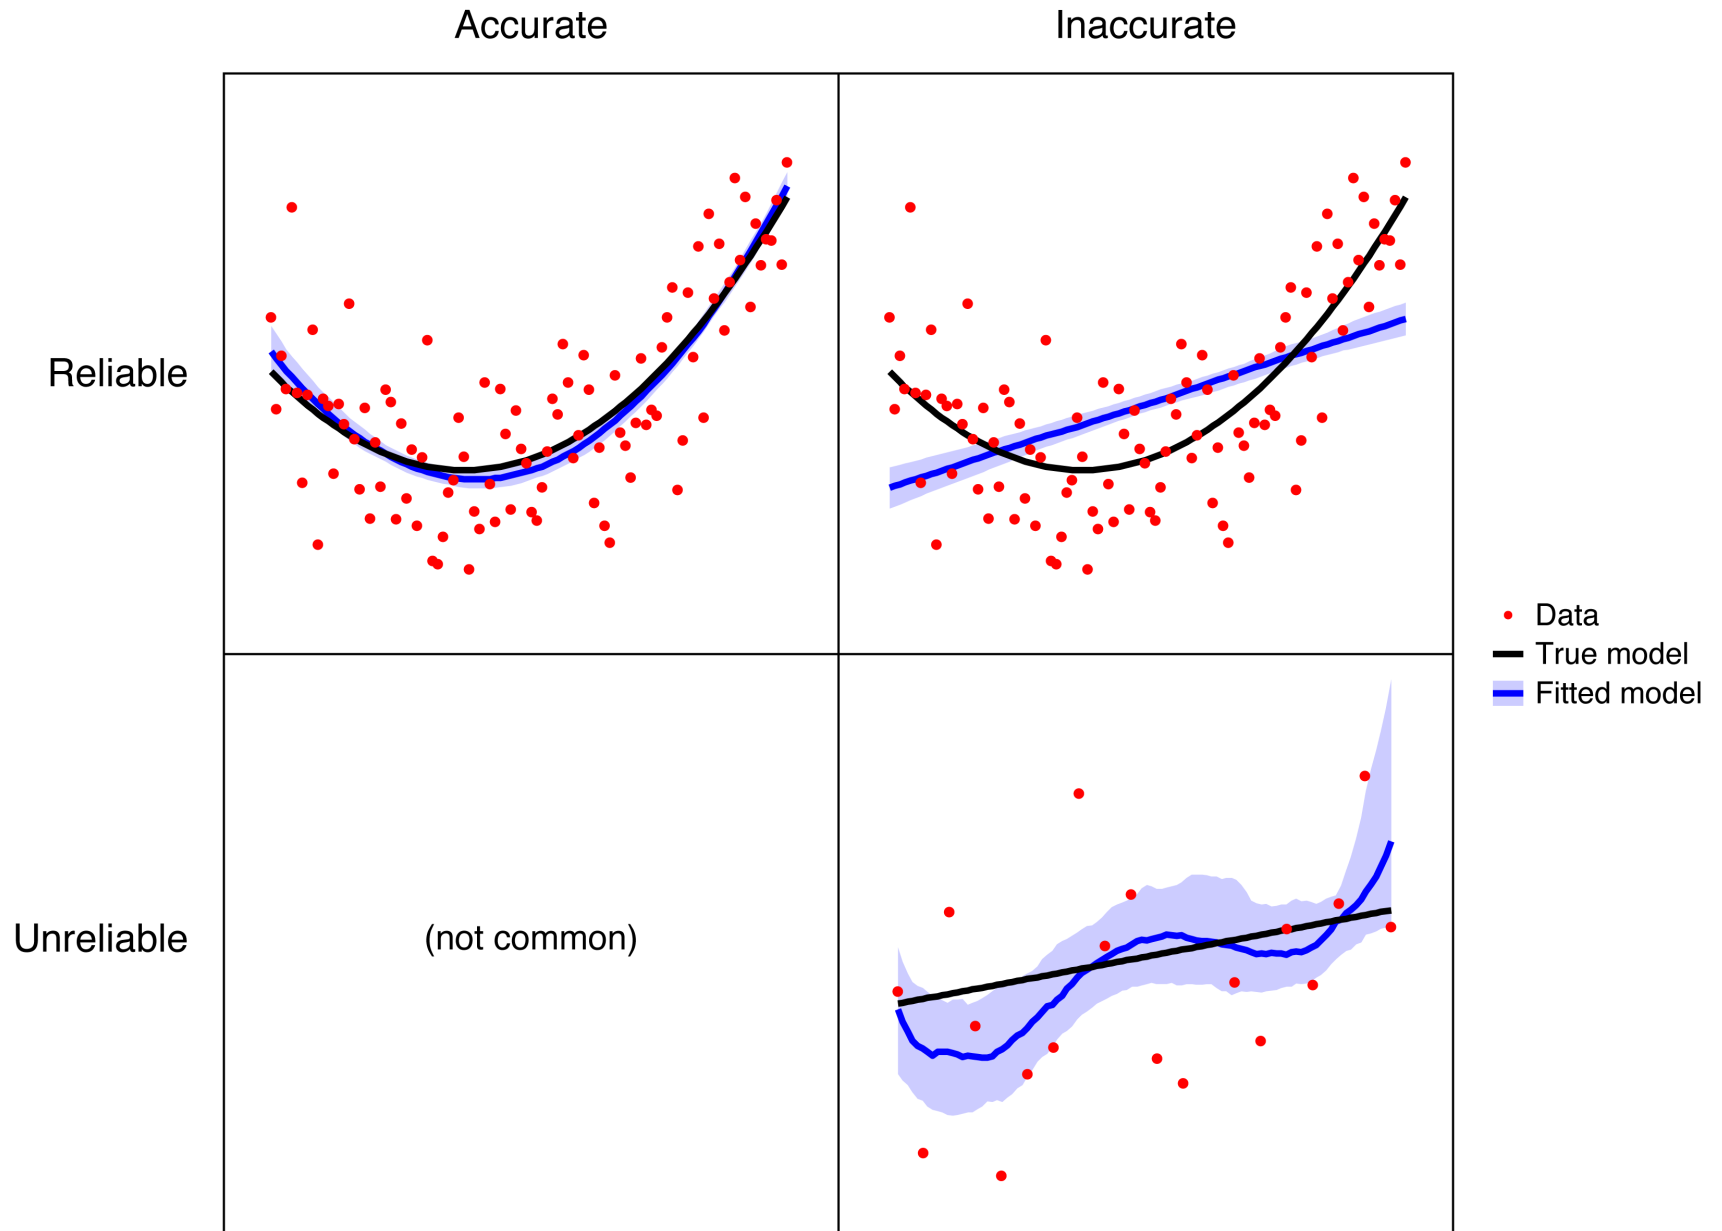 Accurate
Inaccurate
Reliable
Data
True model
Fitted model
Unreliable
(not common)